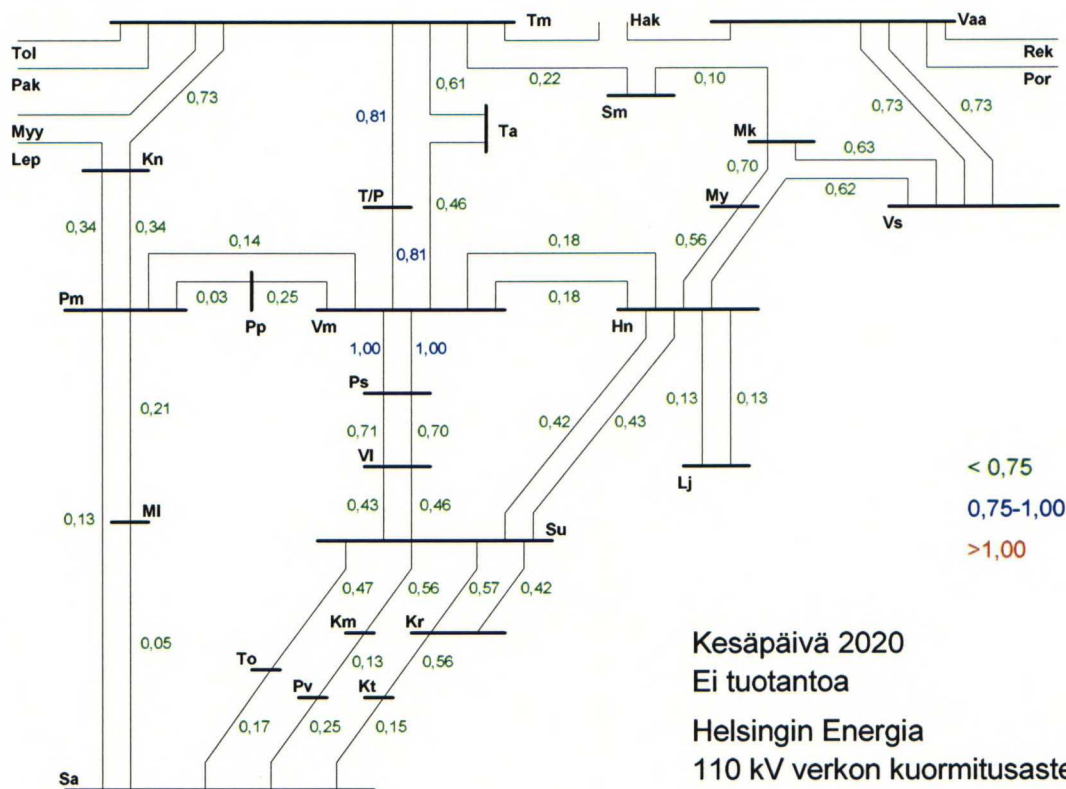 Tm
Hak
Vaa
Tol
Rek
Pak
0,73
0,61
0,22
0,10
Por
0,81
Sm
0,73
0,73
Myy
Ta
Mk
Lep
Kn
0,63
0,70
0,62
T/P
My
0,34
0,34
0,46
Vs
0,14
0,81
0,18
0,56
Pm
0,03
0,25
0,18
Pp
Vm
Hn
1,00
1,00
Ps
0,21
0,42
0,43
0,13
0,13
0,71
0,70
Vl
Lj
< 0,75
0,43
0,46
0,75-1,00
0,13
Ml
Su
>1,00
0,47
0,56
0,57
0,42
Km
Kr
0,05
Kesäpäivä 2020
To
0,13
0,56
Ei tuotantoa
Pv
Kt
0,17
0,25
0,15
Helsingin Energia
Sa
110 kV verkon kuormitusaste